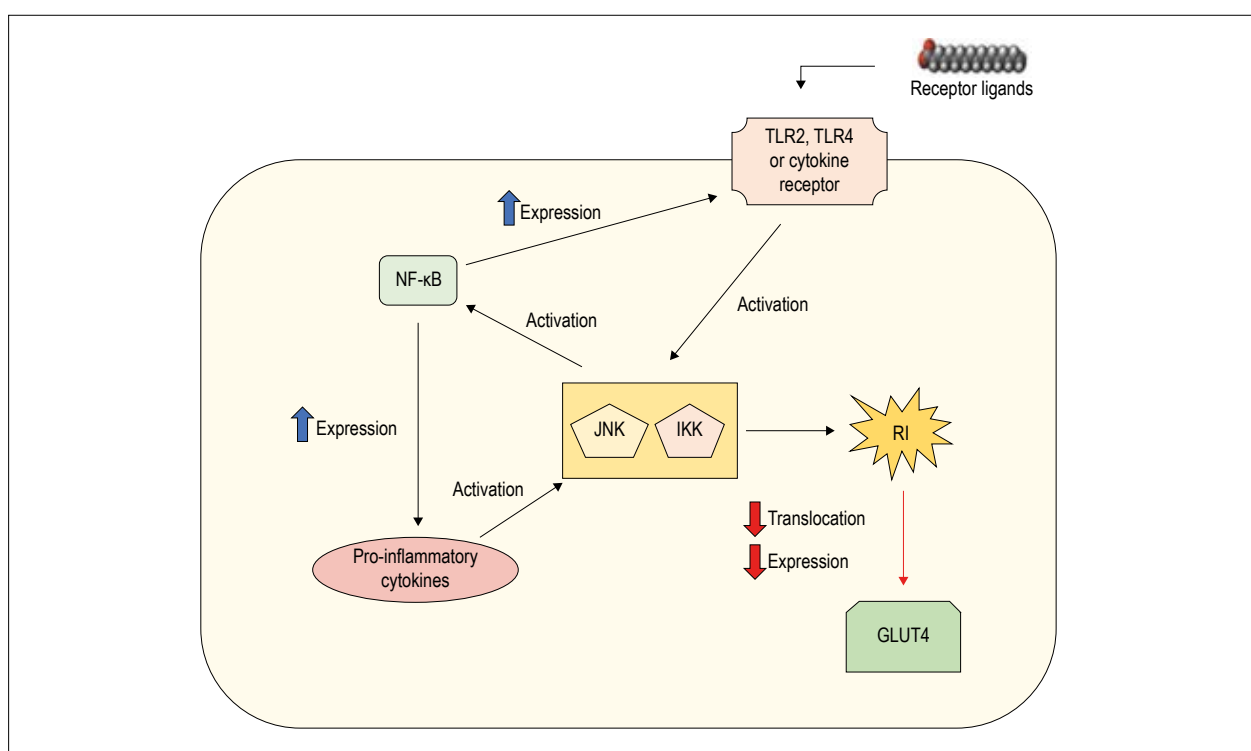 Receptor ligands
TLR2, TLR4
or cytokine
receptor
Expression
NF-κB
Activation
Activation
JNK
IKK
RI
Expression
Activation
Translocation
Expression
Pro-inflammatory
cytokines
GLUT4